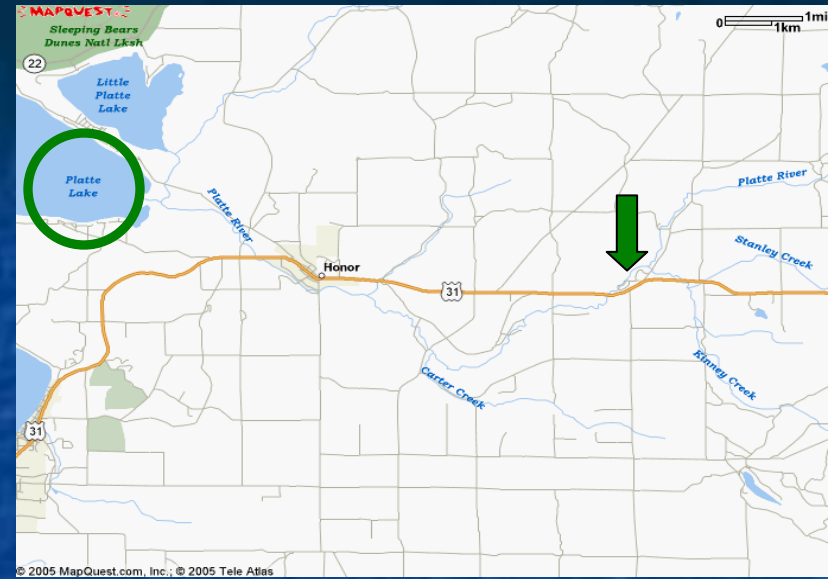 MAPQUEST
Sleeping Bears
Dunes Natl Lksh
22
0 1mi
1km
Little
Platte
Lake
Platte
Lake
Platte River
Platte River
Stanley Creek
Honor
31
Kinney Creek
Carter Creek
31
© 2005 MapQuest.com, Inc.; © 2005 Tele Atlas